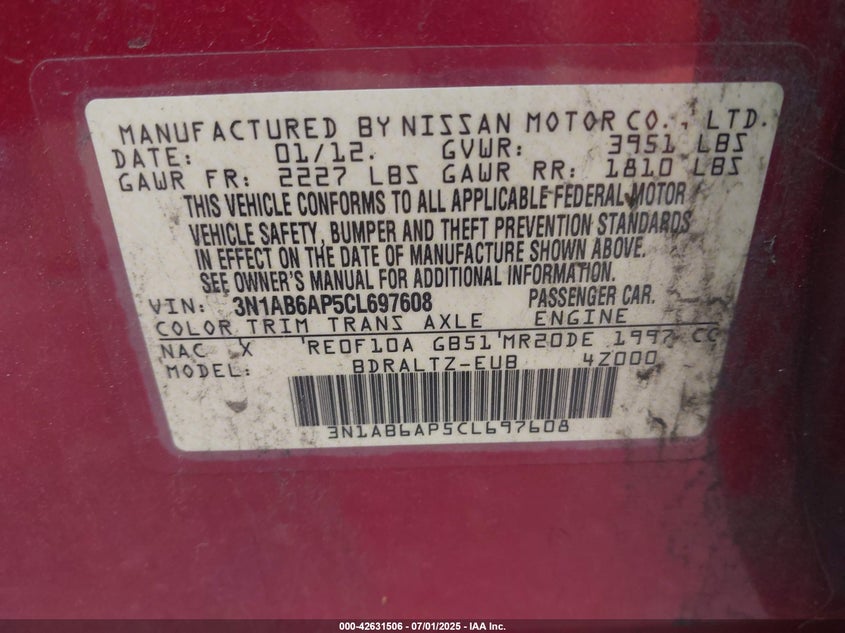 MANUFACTURED BY NISSAN MOTOR CO., LTD.
DATE: 01/12. GVWR: 3951 LBS
GAWR FR: 2227 LBS GAWR RR: 1810 LBS
THIS VEHICLE CONFORMS TO ALL APPLICABLE FEDERAL MOTOR
VEHICLE SAFETY, BUMPER AND THEFT PREVENTION STANDARDS
IN EFFECT ON THE DATE OF MANUFACTURE SHOWN ABOVE.
SEE OWNER'S MANUAL FOR ADDITIONAL INFORMATION.
VIN: 3N1AB6AP5CL697608 PASSENGER CAR.
COLOR TRIM TRANS AXLE ENGINE
NAC X RE0F10A GB51 MR20DE 1997 CC
MODEL: BDRALTZ-EUB 4Z000
3N1AB6AP5CL697608
000-42631506 - 07/01/2025 - IAA Inc.